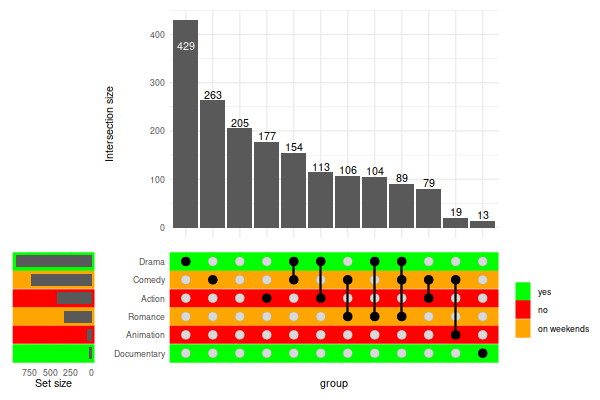 400
300
200
100
0
Intersection size
429
263
205
177
154
113
106
104
89
79
19
13
Drama
Comedy
Action
Romance
Animation
Documentary
750 500 250 0
Set size
group
yes
no
on weekends